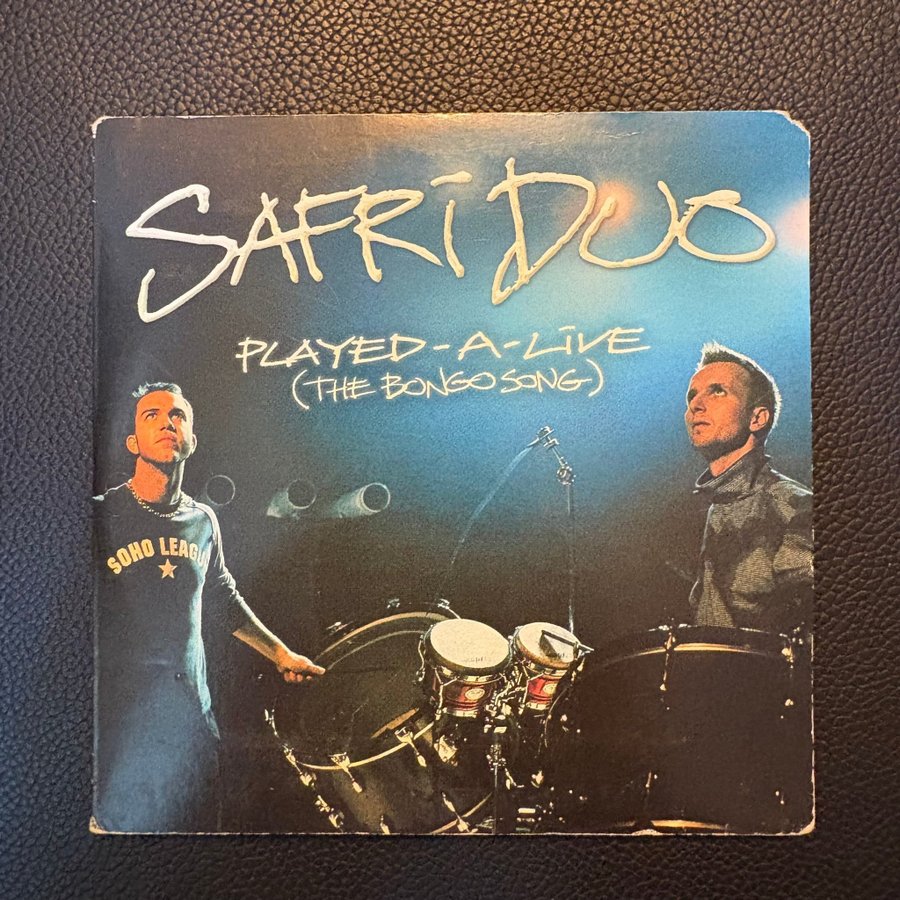 SAFRI DUO
PLAYED-A-LIVE
(THE BONGO SONG)
SOHO LEAGU